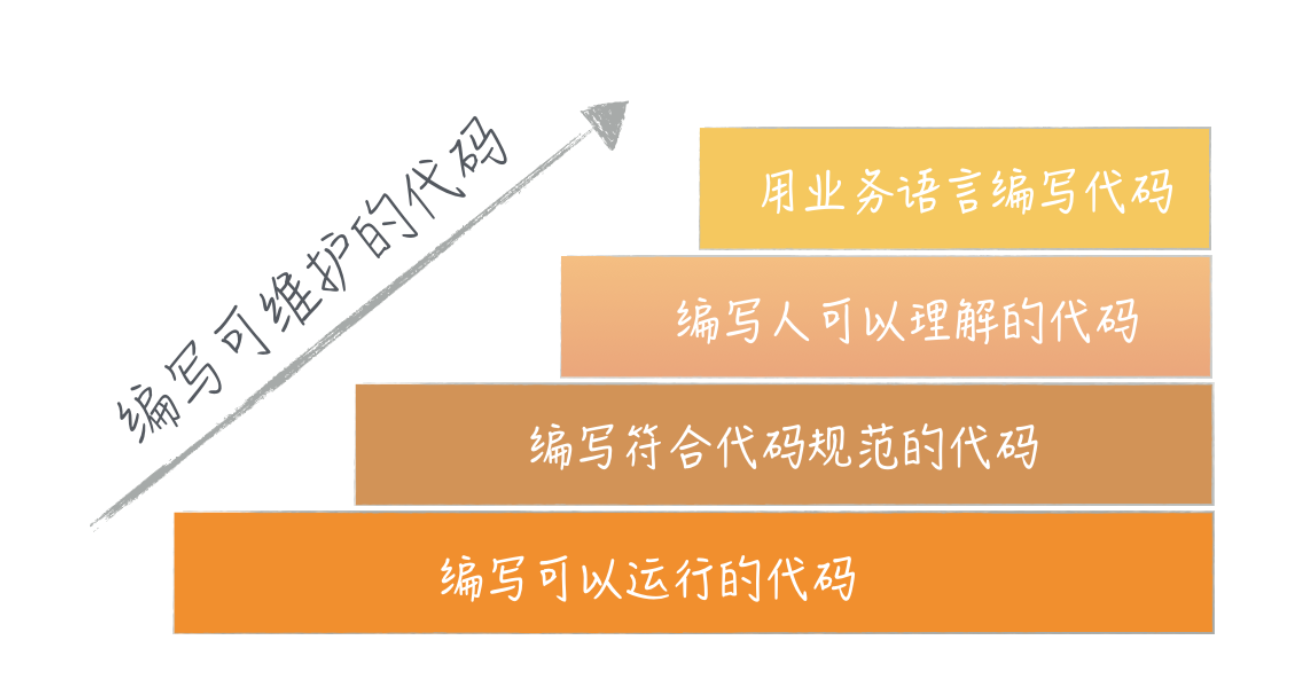 编写可维护的代码
用业务语言编写代码
编写人可以理解的代码
编写符合代码规范的代码
编写可以运行的代码